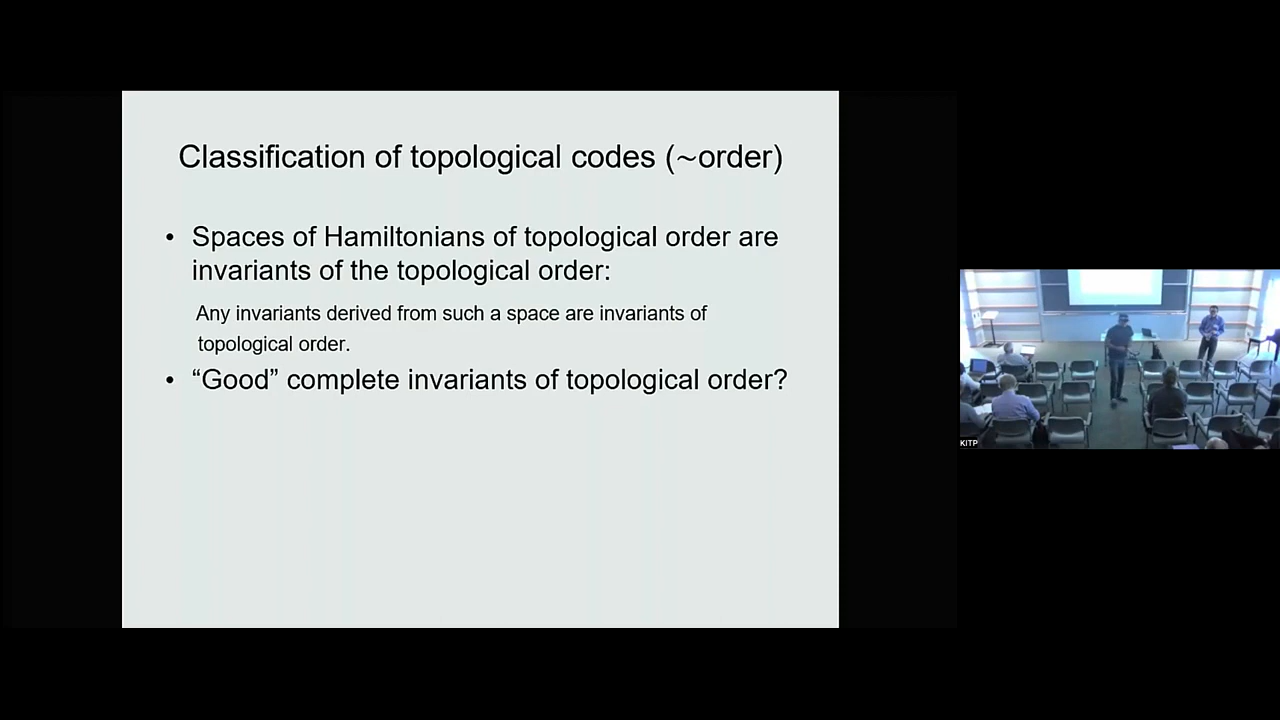 Classification of topological codes (~order)
• Spaces of Hamiltonians of topological order are
invariants of the topological order:
Any invariants derived from such a space are invariants of
topological order.
• “Good” complete invariants of topological order?
KITP